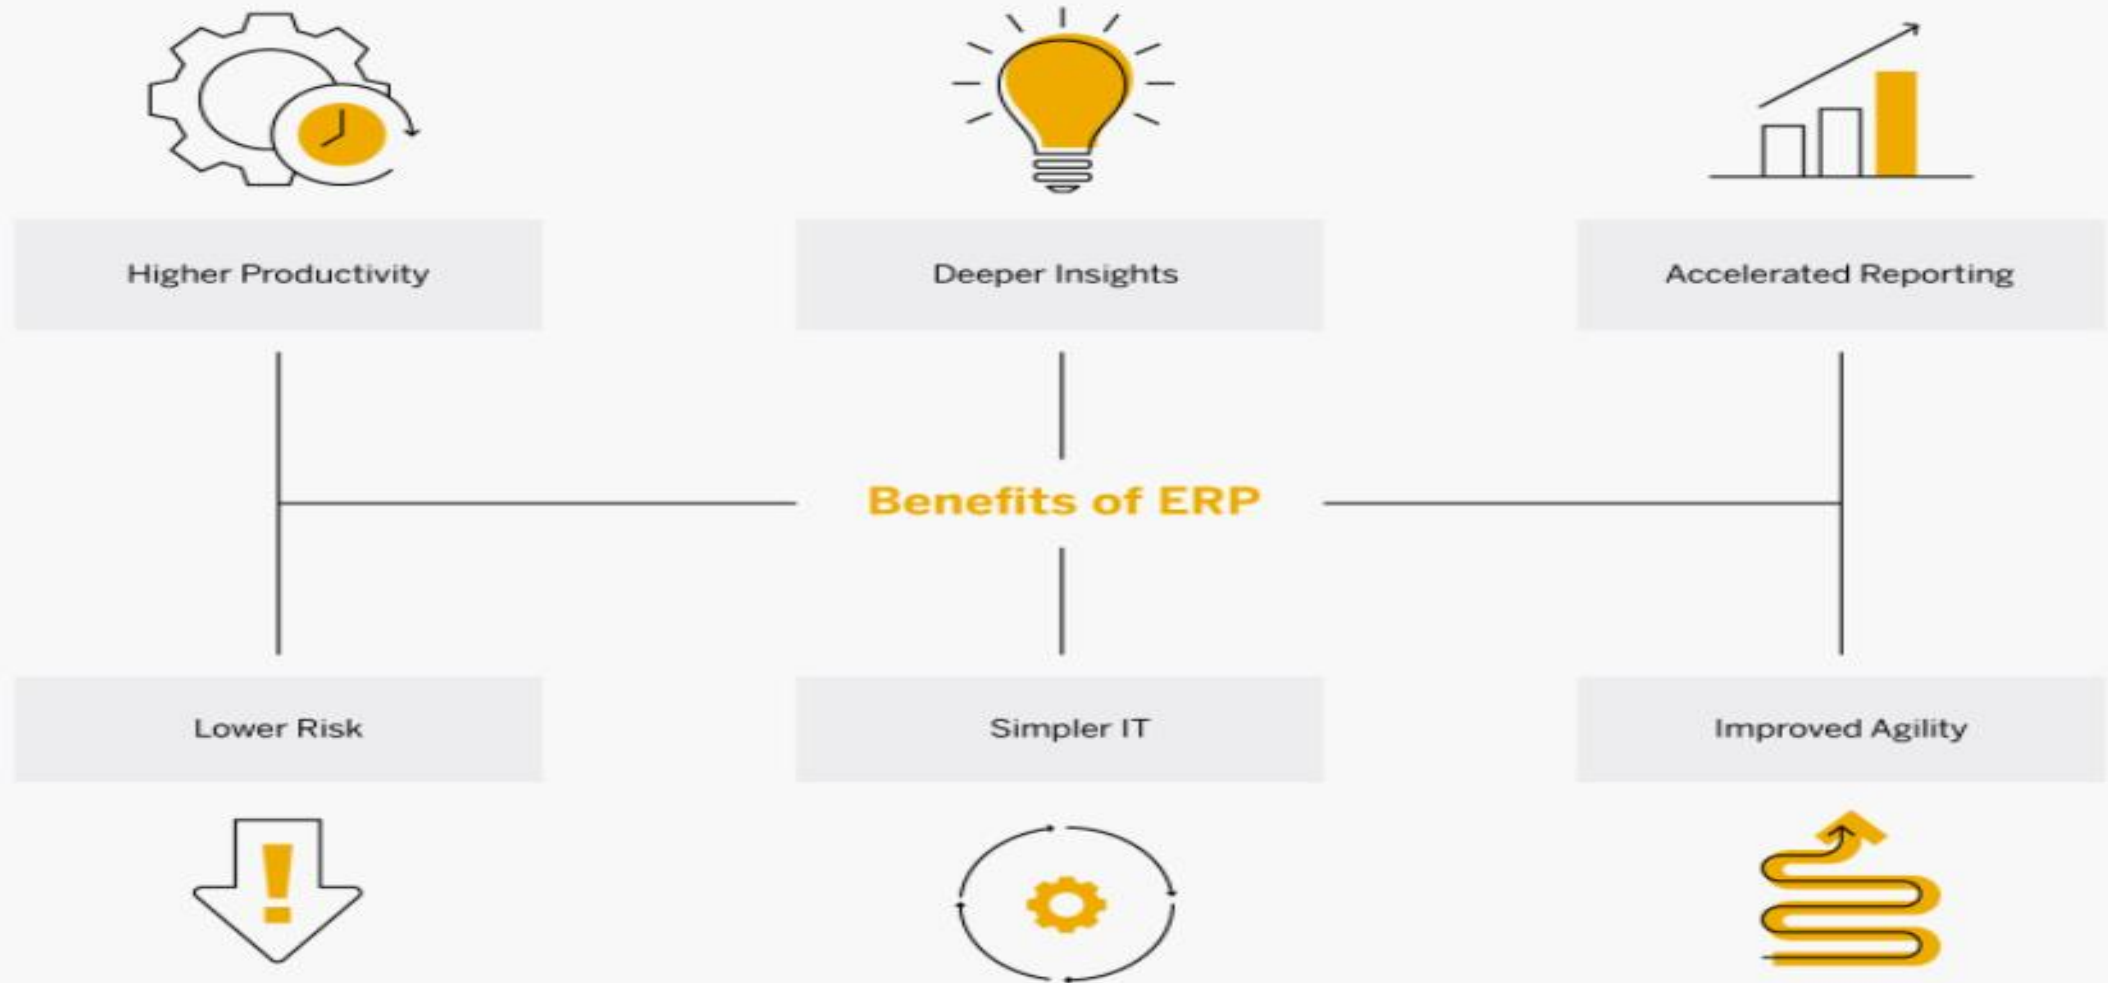 Higher Productivity
Deeper Insights
Accelerated Reporting
Benefits of ERP
Lower Risk
Simpler IT
Improved Agility